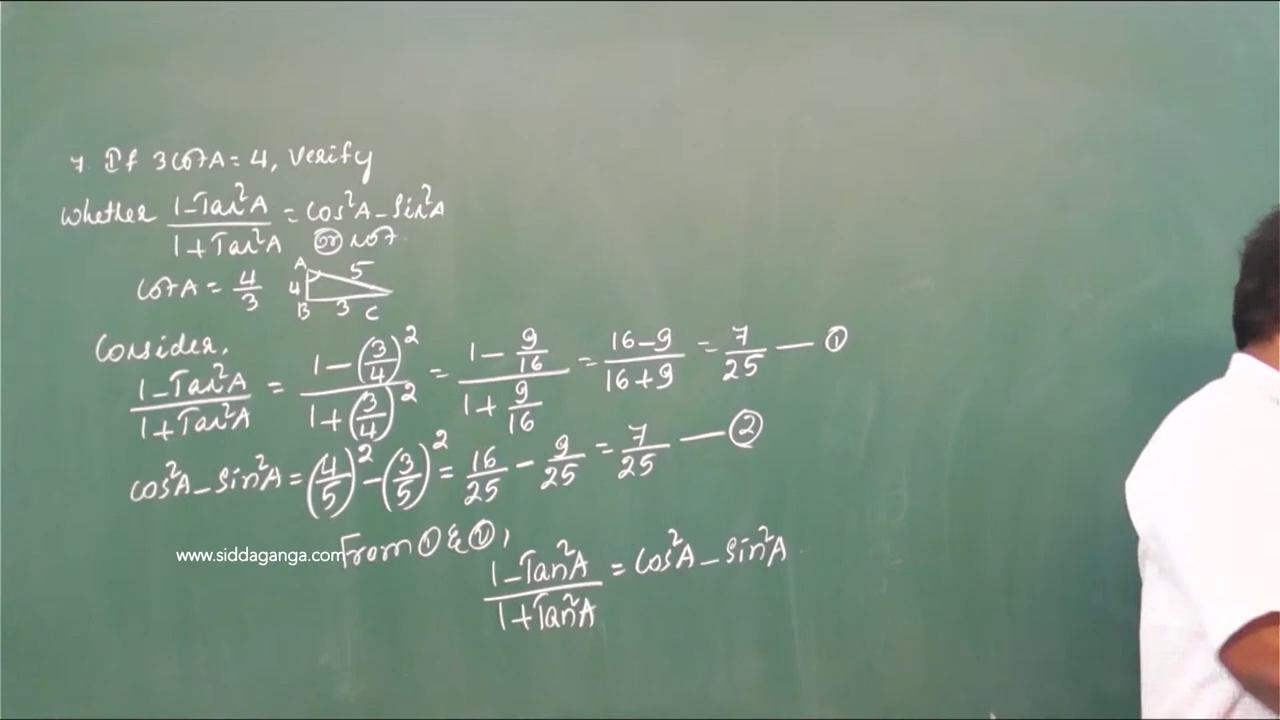 7. If 3 cot A = 4, Verify
Whether (1 - Tan²A)/(1 + Tan²A) = Cos²A - Sin²A
or not.
cot A = 4/3
A 5
4
B 3 C
Consider,
(1 - Tan²A)/(1 + Tan²A) = (1 - (3/4)²)/(1 + (3/4)²) = (1 - 9/16)/(1 + 9/16) = (16 - 9)/(16 + 9) = 7/25 — ①
cos²A - Sin²A = (4/5)² - (3/5)² = 16/25 - 9/25 = 7/25 — ②
www.siddaganga.com
From ① & ②,
(1 - Tan²A)/(1 + Tan²A) = Cos²A - Sin²A